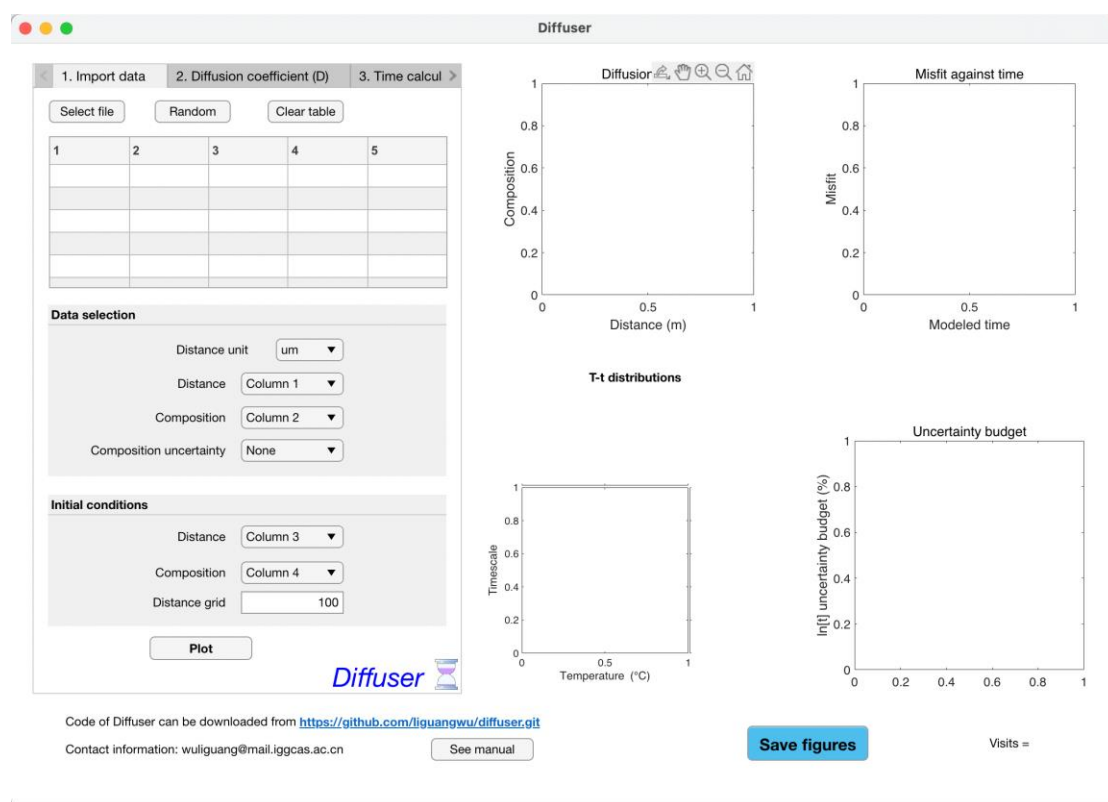 Diffuser
1. Import data 2. Diffusion coefficient (D) 3. Time calcul
Select file Random Clear table
1 2 3 4 5
Data selection
Distance unit um
Distance Column 1
Composition Column 2
Composition uncertainty None
Initial conditions
Distance Column 3
Composition Column 4
Distance grid 100
Plot
Diffuser
Diffusior
1
0.8
0.6
0.4
0.2
0
0 0.5 1
Composition
Distance (m)
Misfit against time
1
0.8
0.6
0.4
0.2
0
0 0.5 1
Misfit
Modeled time
T-t distributions
1
0.8
0.6
0.4
0.2
0
0 0.5 1
Timescale
Temperature (°C)
Uncertainty budget
1
0.8
0.6
0.4
0.2
0
0 0.2 0.4 0.6 0.8 1
ln[t] uncertainty budget (%)
Code of Diffuser can be downloaded from https://github.com/liguangwu/diffuser.git
Contact information: wuliguang@mail.iggcas.ac.cn See manual
Save figures
Visits =